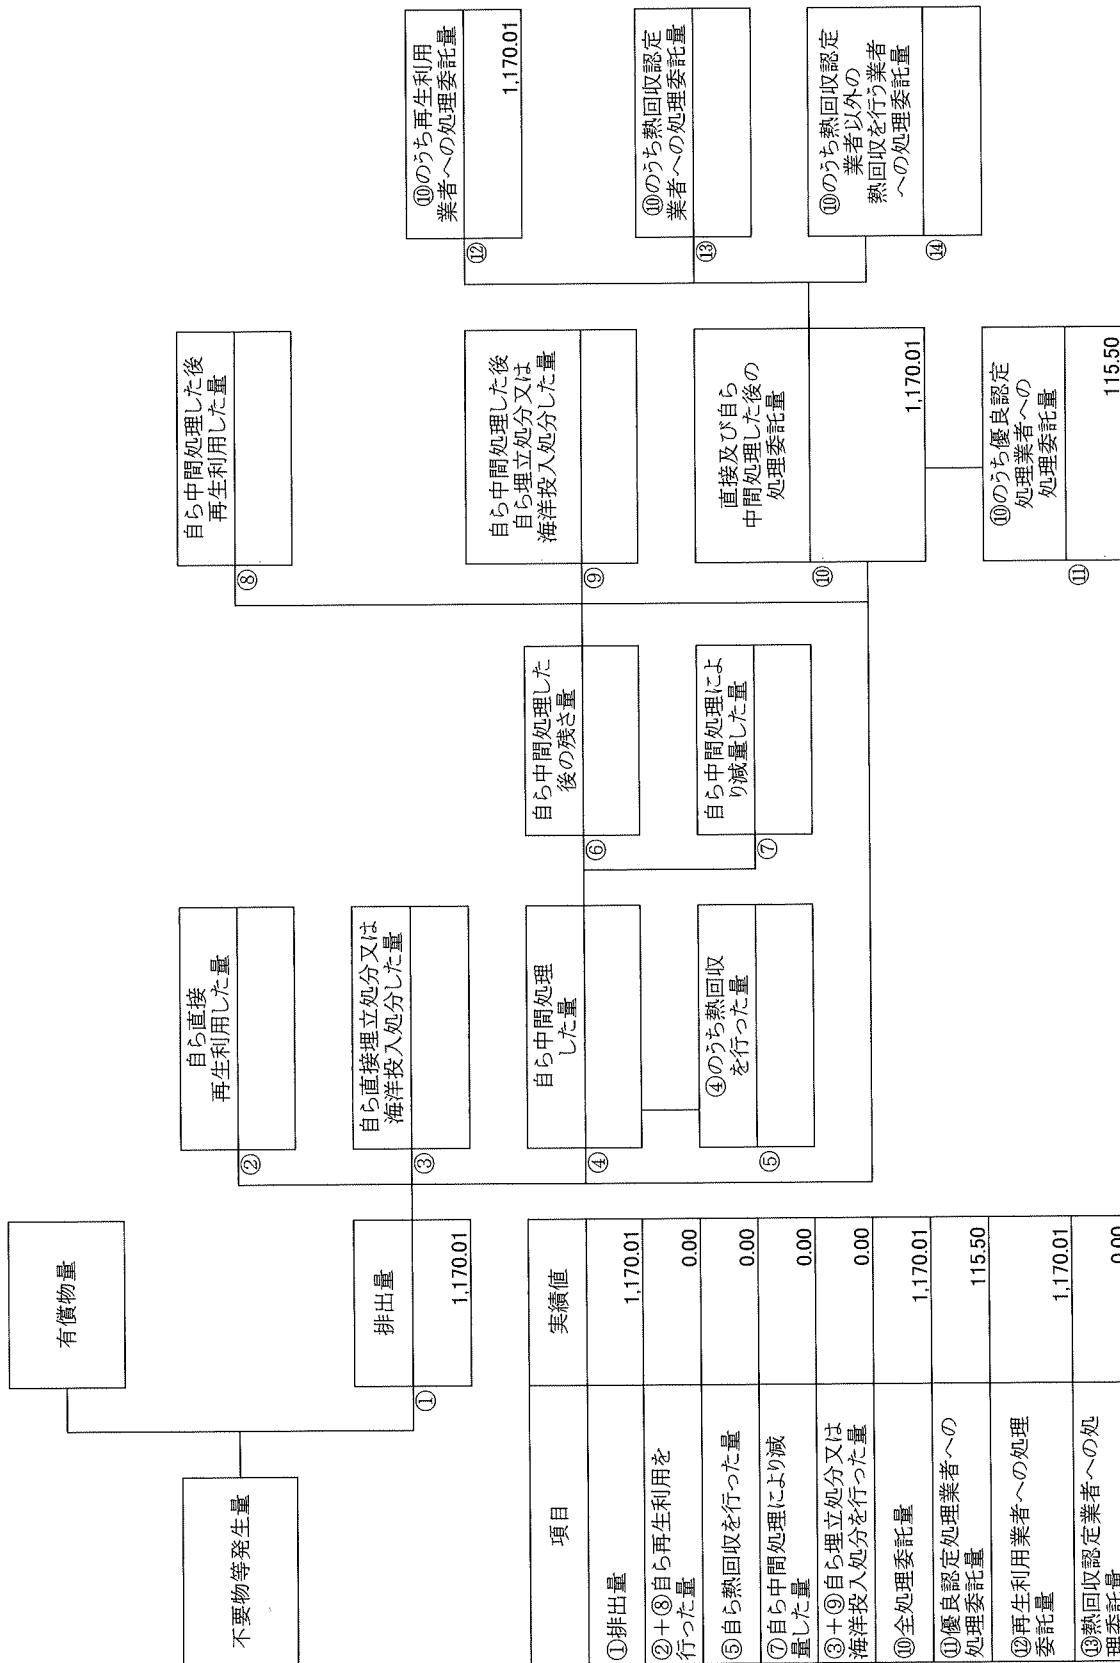 不要物等発生量
有償物量
排出量
①
1,170.01
自ら直接
再生利用した量
②
自ら直接埋立処分又は
海洋投入処分した量
③
自ら中間処理
した量
④
④のうち熱回収
を行った量
⑤
自ら中間処理した
後の残さ量
⑥
自ら中間処理によ
り減量した量
⑦
自ら中間処理した後
再生利用した量
⑧
自ら中間処理した後
自ら埋立処分又は
海洋投入処分した量
⑨
直接及び自ら
中間処理した後の
処理委託量
⑩
1,170.01
⑩のうち優良認定
処理業者への
処理委託量
⑪
115.50
⑩のうち再生利用
業者への処理委託量
⑫
1,170.01
⑩のうち熱回収認定
業者への処理委託量
⑬
⑩のうち熱回収認定
業者以外の
熱回収を行う業者
への処理委託量
⑭
項目 実績値
①排出量 1,170.01
②+⑧自ら再生利用を
行った量 0.00
⑤自ら熱回収を行った量 0.00
⑦自ら中間処理により減
量した量 0.00
③+⑨自ら埋立処分又は
海洋投入処分を行った量 0.00
⑩全処理委託量 1,170.01
⑪優良認定処理業者への
処理委託量 115.50
⑫再生利用業者への処理
委託量 1,170.01
⑬熱回収認定業者への処
理委託量 0.00